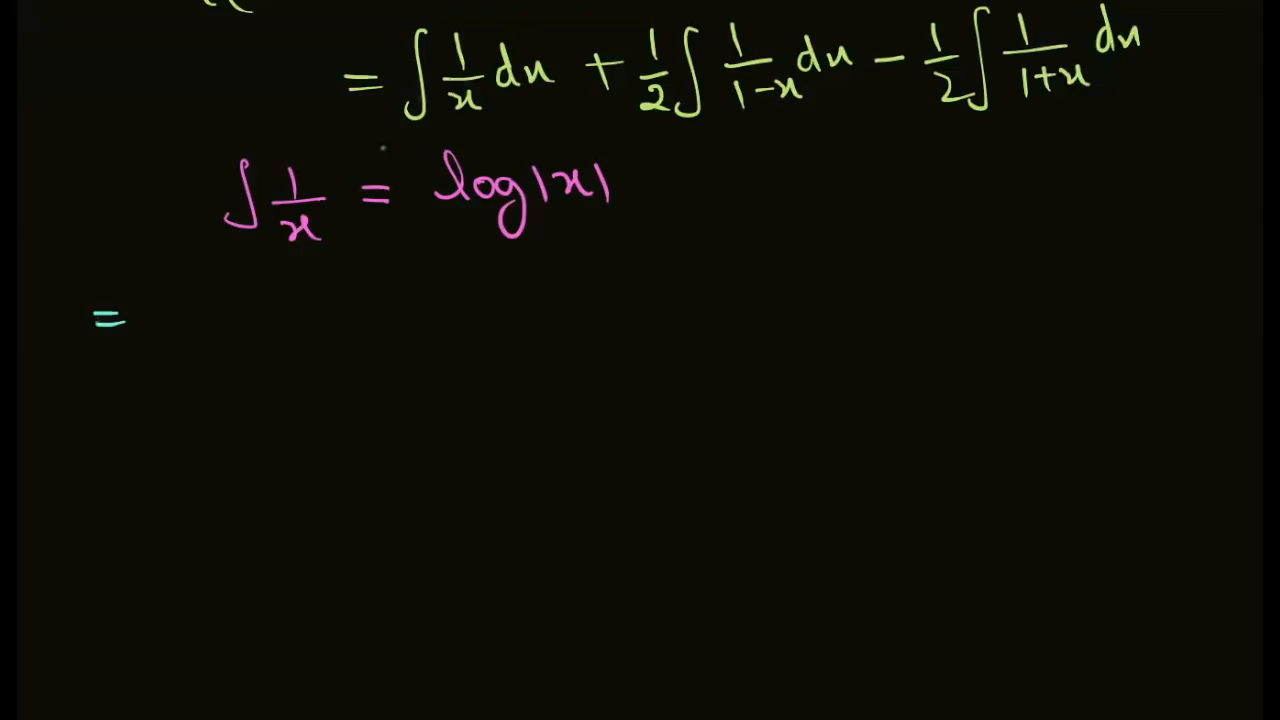 = ∫ 1/x dx + 1/2 ∫ 1/(1-x) dx - 1/2 ∫ 1/(1+x) dx
∫ 1/x = log|x|
=